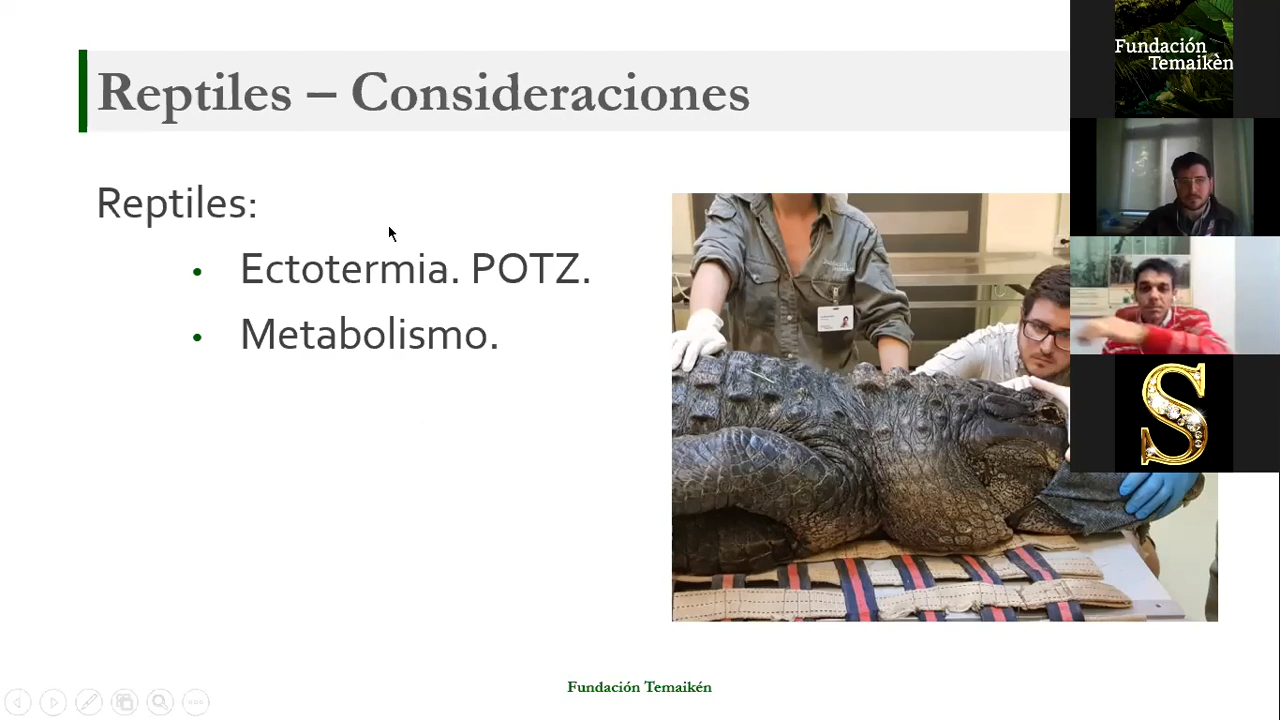 Reptiles – Consideraciones
Fundación
Temaikèn
Reptiles:
• Ectotermia. POTZ.
• Metabolismo.
S
Fundación Temaikén